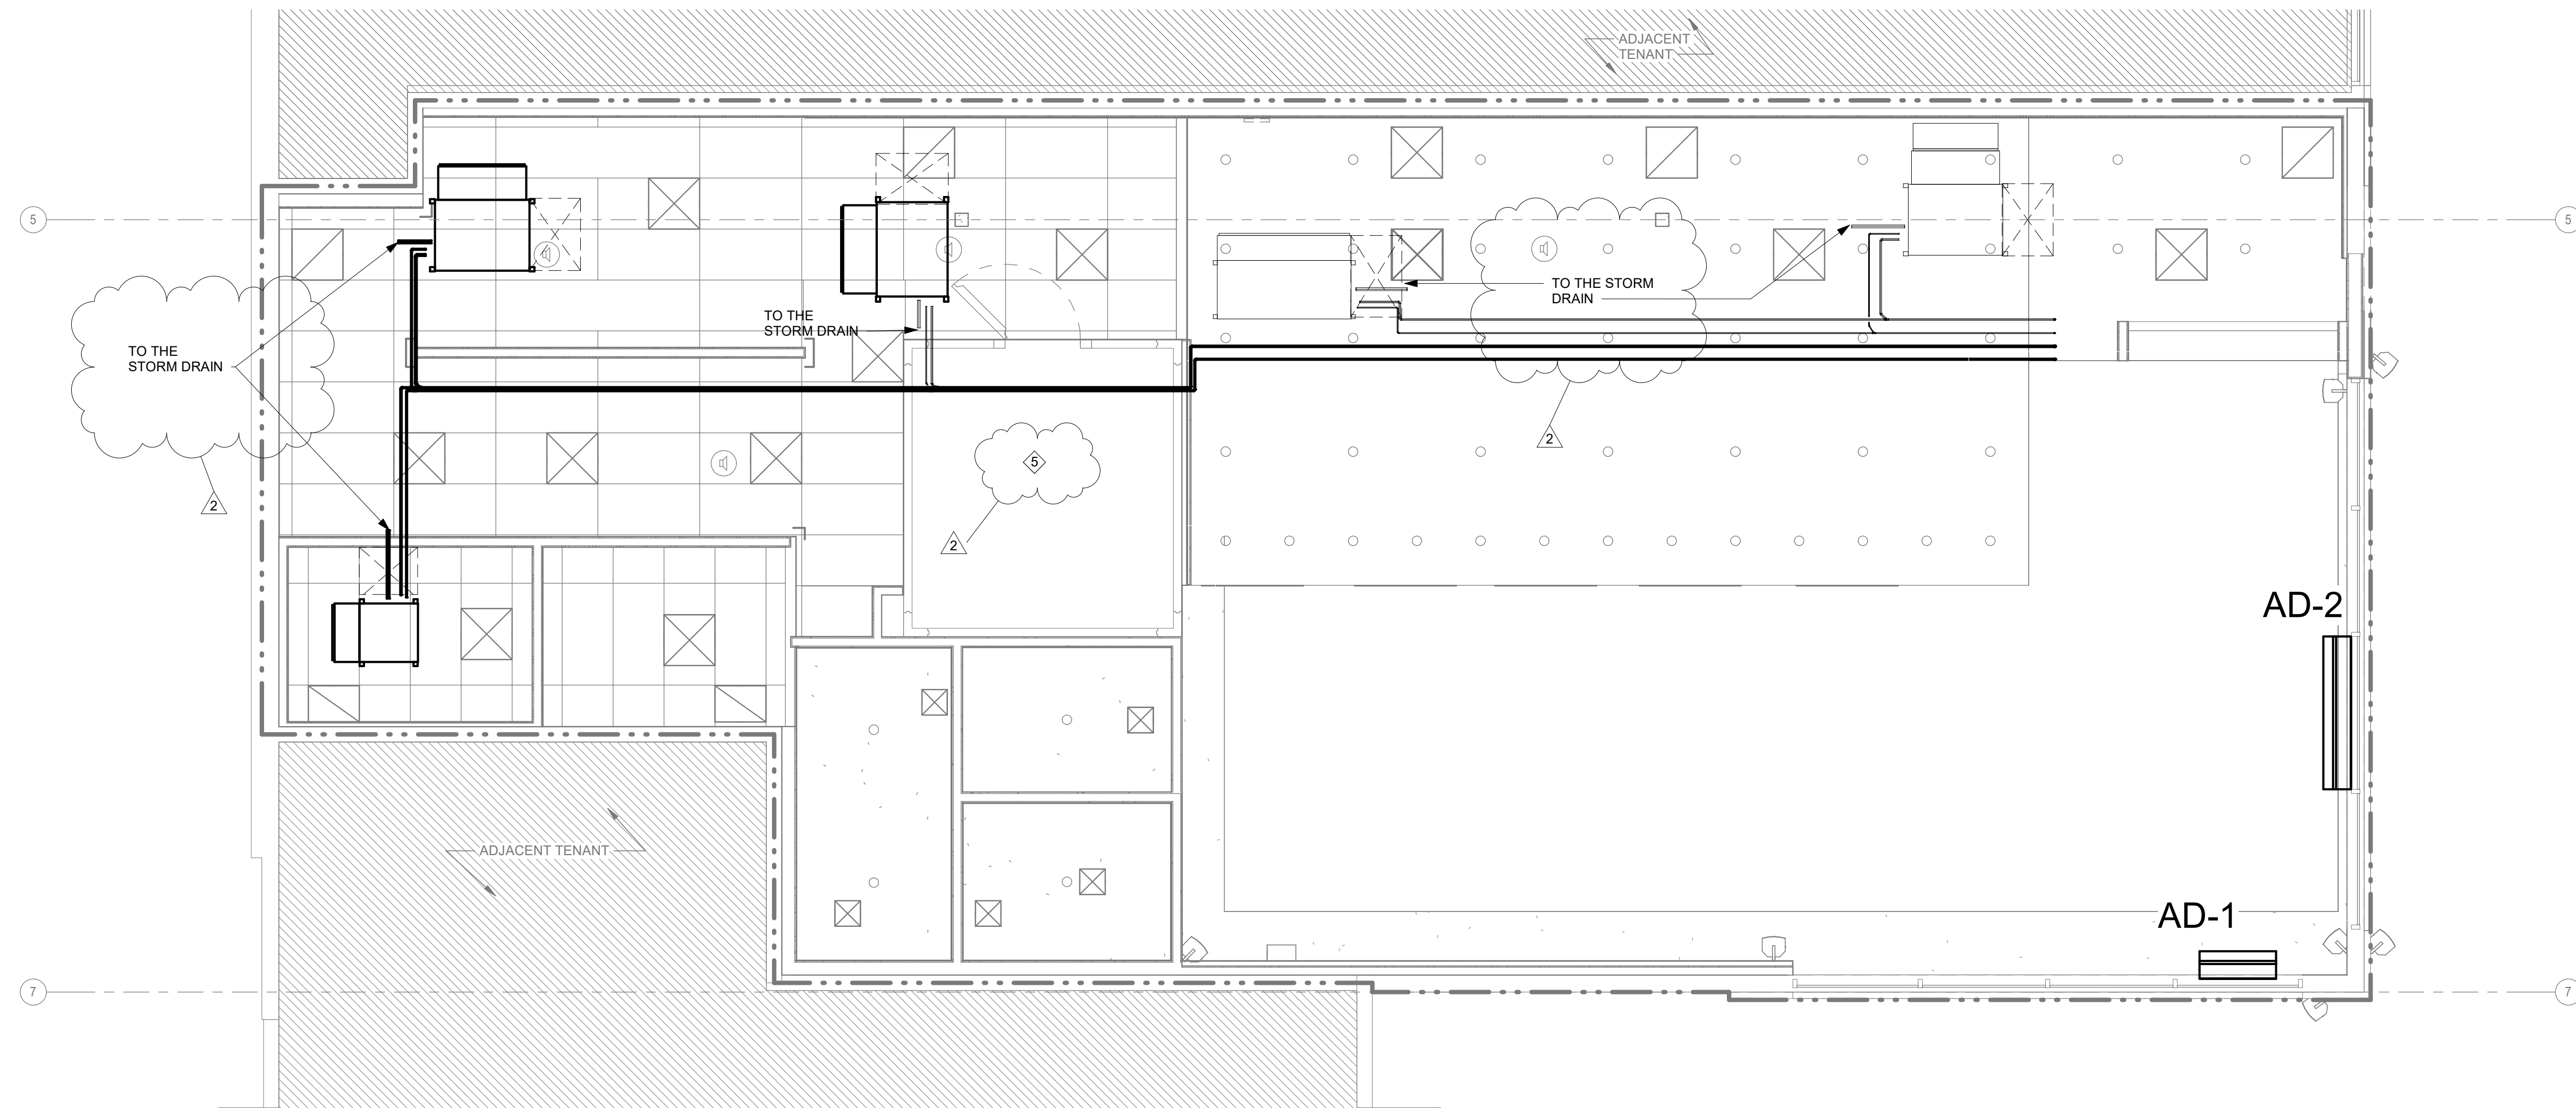 ADJACENT
TENANT
5
5
TO THE STORM
DRAIN
TO THE
STORM DRAIN
TO THE
STORM DRAIN
2
5
2
2
AD-2
ADJACENT TENANT
AD-1
7
7